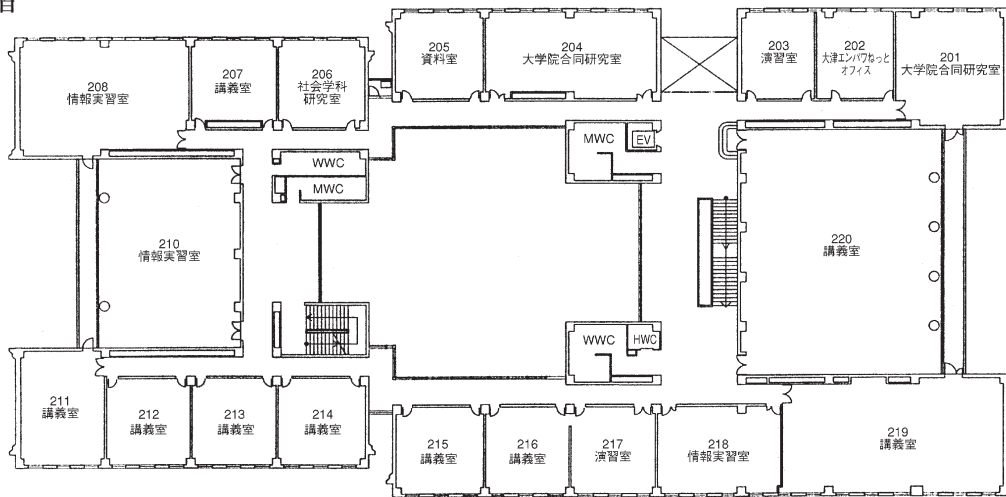 205
資料室
204
大学院合同研究室
203
演習室
202
大津エンパワねっと
オフィス
201
大学院合同研究室
208
情報実習室
207
講義室
206
社会学科
研究室
MWC
EV
WWC
MWC
210
情報実習室
220
講義室
WWC
HWC
211
講義室
212
講義室
213
講義室
214
講義室
215
講義室
216
講義室
217
演習室
218
情報実習室
219
講義室